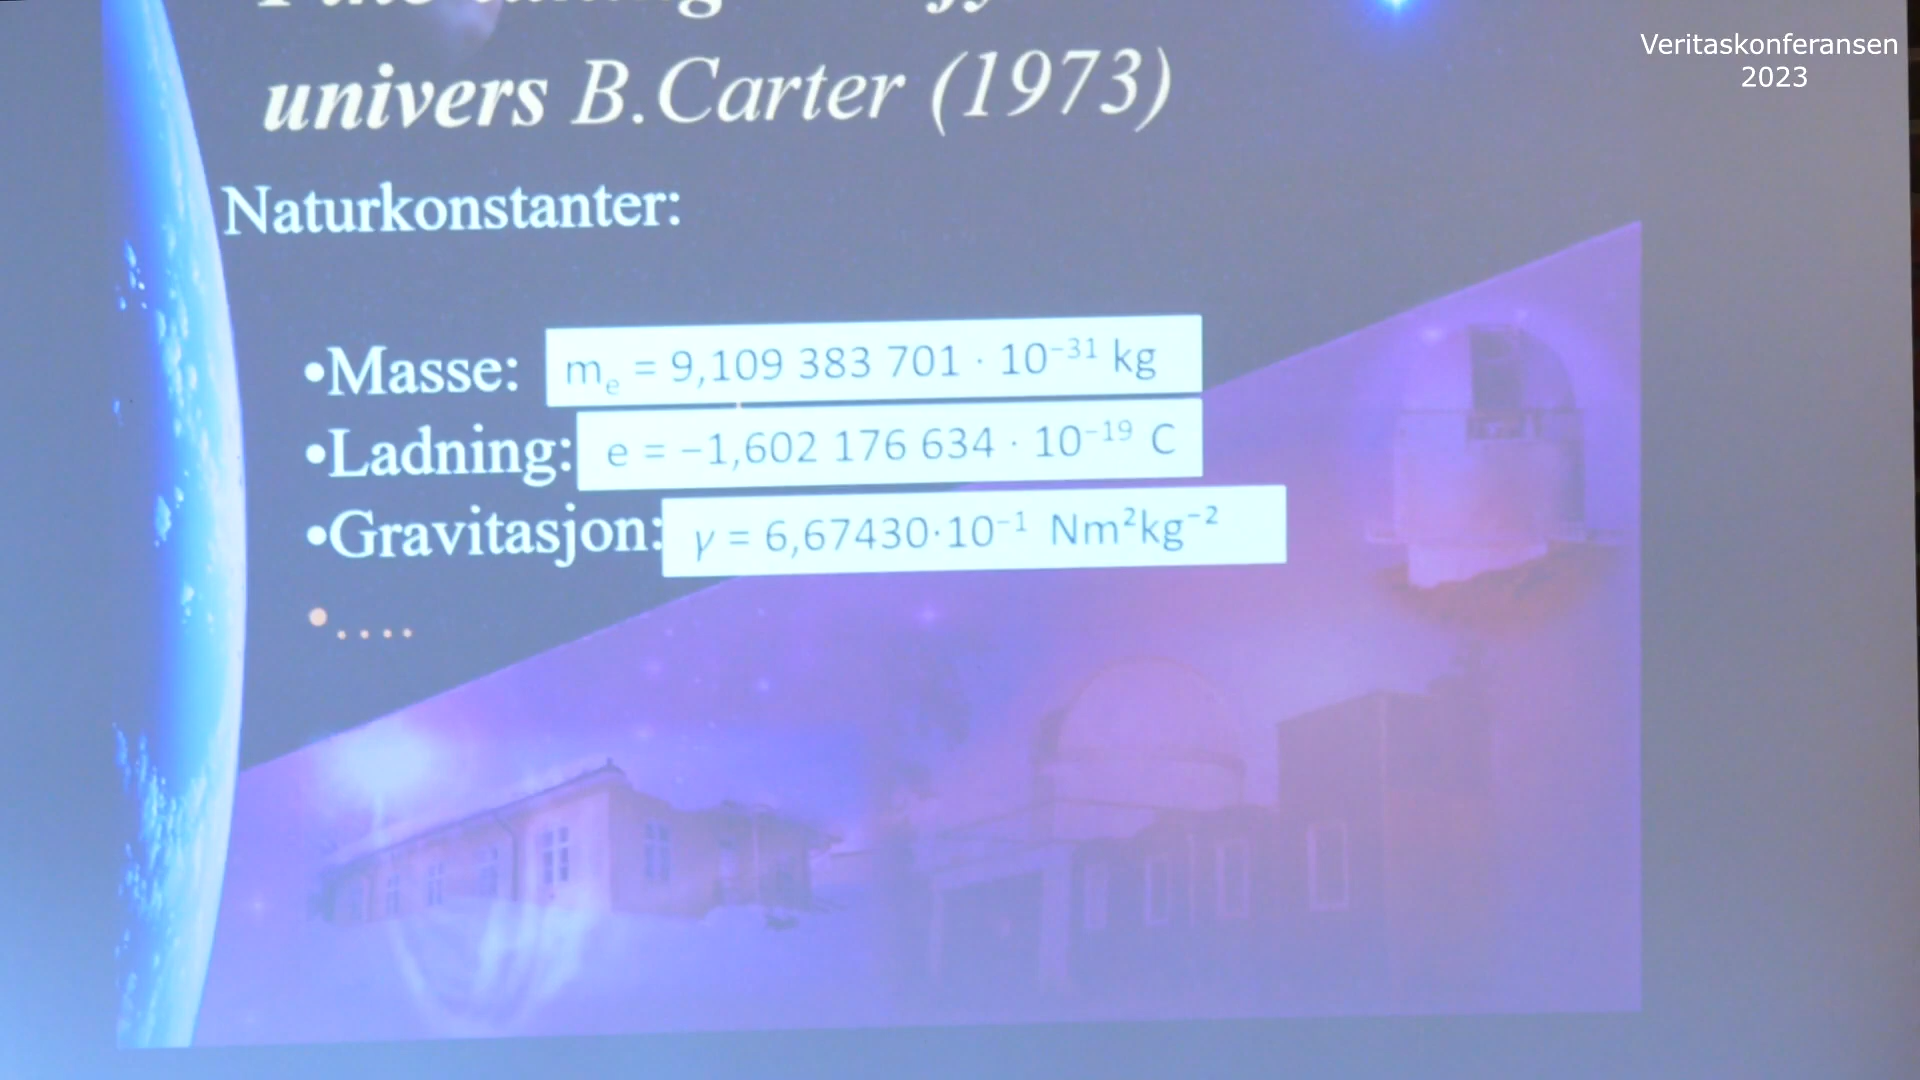 univers B.Carter (1973)
Veritaskonferansen
2023
Naturkonstanter:
•Masse: mₑ = 9,109 383 701 · 10⁻³¹ kg
•Ladning: e = −1,602 176 634 · 10⁻¹⁹ C
•Gravitasjon: γ = 6,67430·10⁻¹ Nm²kg⁻²
•....